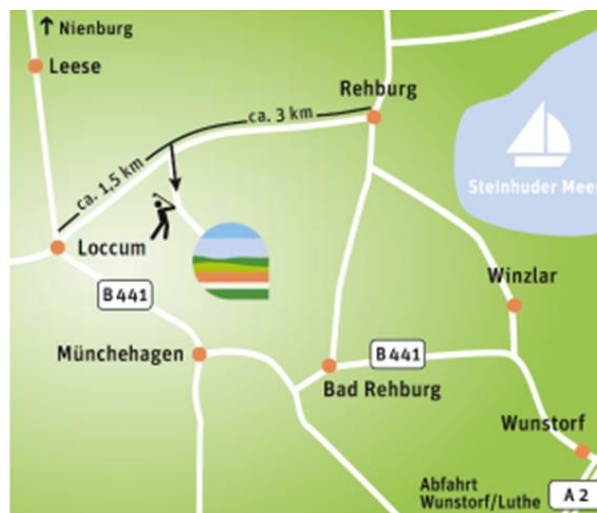 ↑ Nienburg
Leese
Rehburg
ca. 3 km
ca. 1,5 km
Steinhuder Meer
Loccum
B 441
Winzlar
Münchehagen
B 441
Bad Rehburg
Wunstorf
Abfahrt
Wunstorf/Luthe
A 2